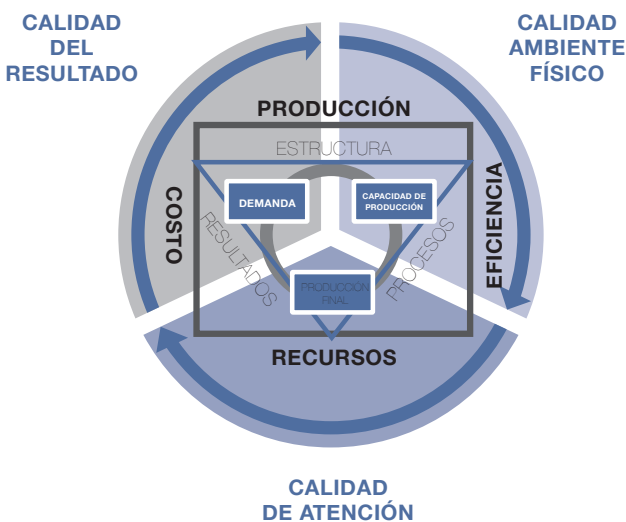 CALIDAD
DEL
RESULTADO
CALIDAD
AMBIENTE
FÍSICO
PRODUCCIÓN
ESTRUCTURA
COSTO
DEMANDA
CAPACIDAD DE
PRODUCCIÓN
EFICIENCIA
RESULTADOS
PROCESOS
PRODUCCIÓN
FINAL
RECURSOS
CALIDAD
DE ATENCIÓN